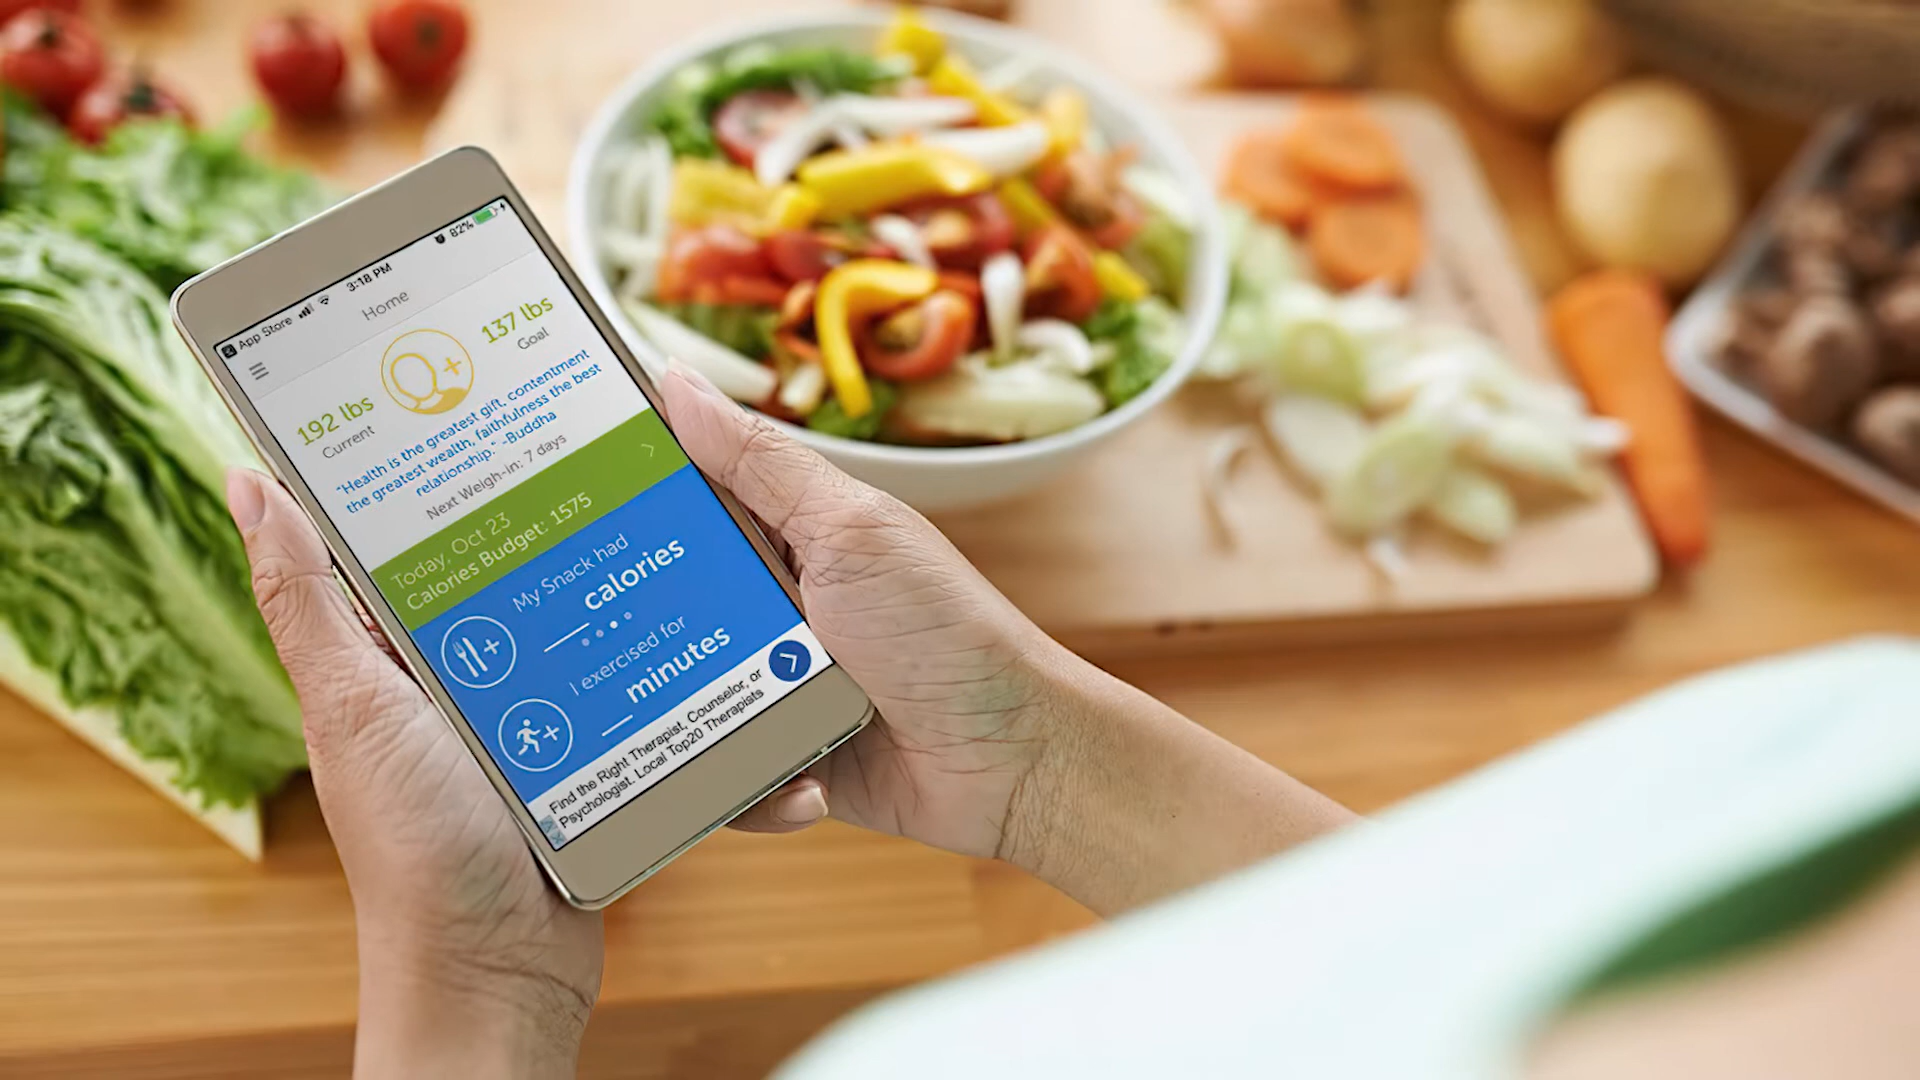 App Store 3:18 PM 82%
Home
192 lbs
Current
137 lbs
Goal
"Health is the greatest gift, contentment
the greatest wealth, faithfulness the best
relationship." -Buddha
Next Weigh-in: 7 days
Today, Oct 23
Calories Budget: 1575
My Snack had
calories
I exercised for
minutes
Find the Right Therapist, Counselor, or
Psychologist. Local Top20 Therapists